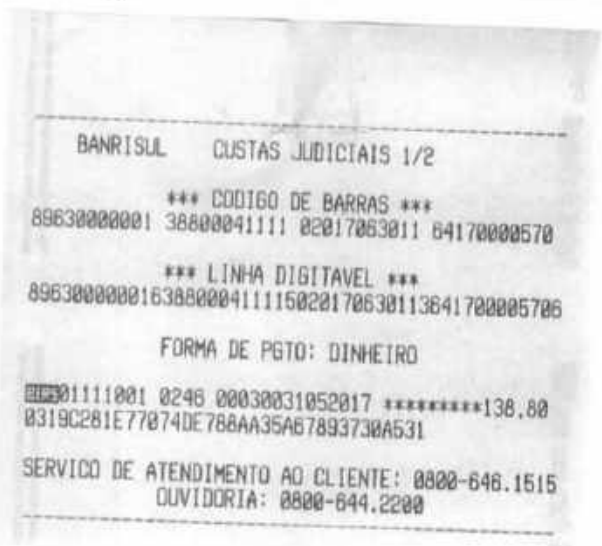 BANRISUL CUSTAS JUDICIAIS 1/2
*** CODIGO DE BARRAS ***
89630000001 38800041111 02017063011 64170000570
*** LINHA DIGITAVEL ***
896300000016388000411115020170630113641700005706
FORMA DE PGTO: DINHEIRO
01111001 0246 00030031052017 *********138,80
0319C281E77074DE788AA35A67893730A531
SERVICO DE ATENDIMENTO AO CLIENTE: 0800-646.1515
OUVIDORIA: 0800-644.2200